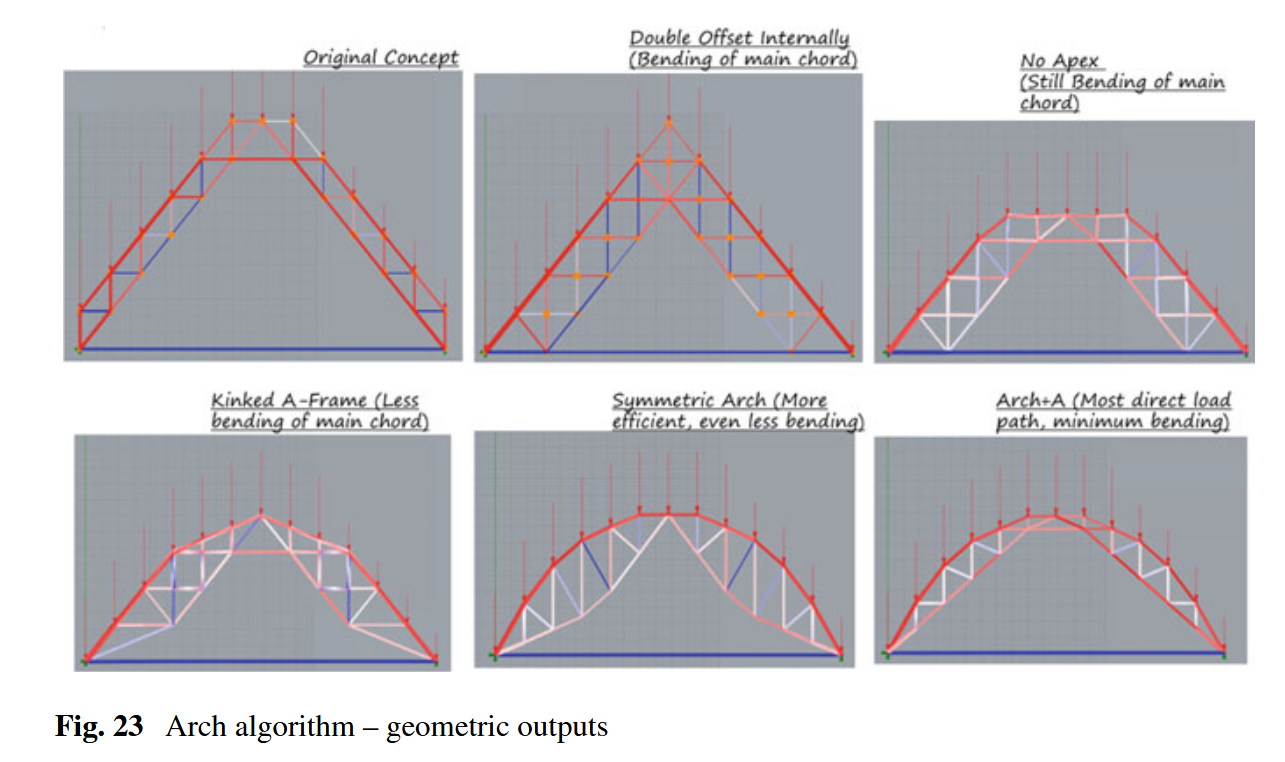 Original Concept
Double Offset Internally
(Bending of main chord)
No Apex
(Still Bending of main
chord)
Kinked A-Frame (Less
bending of main chord)
Symmetric Arch (More
efficient, even less bending)
Arch+A (Most direct load
path, minimum bending)
Fig. 23 Arch algorithm – geometric outputs